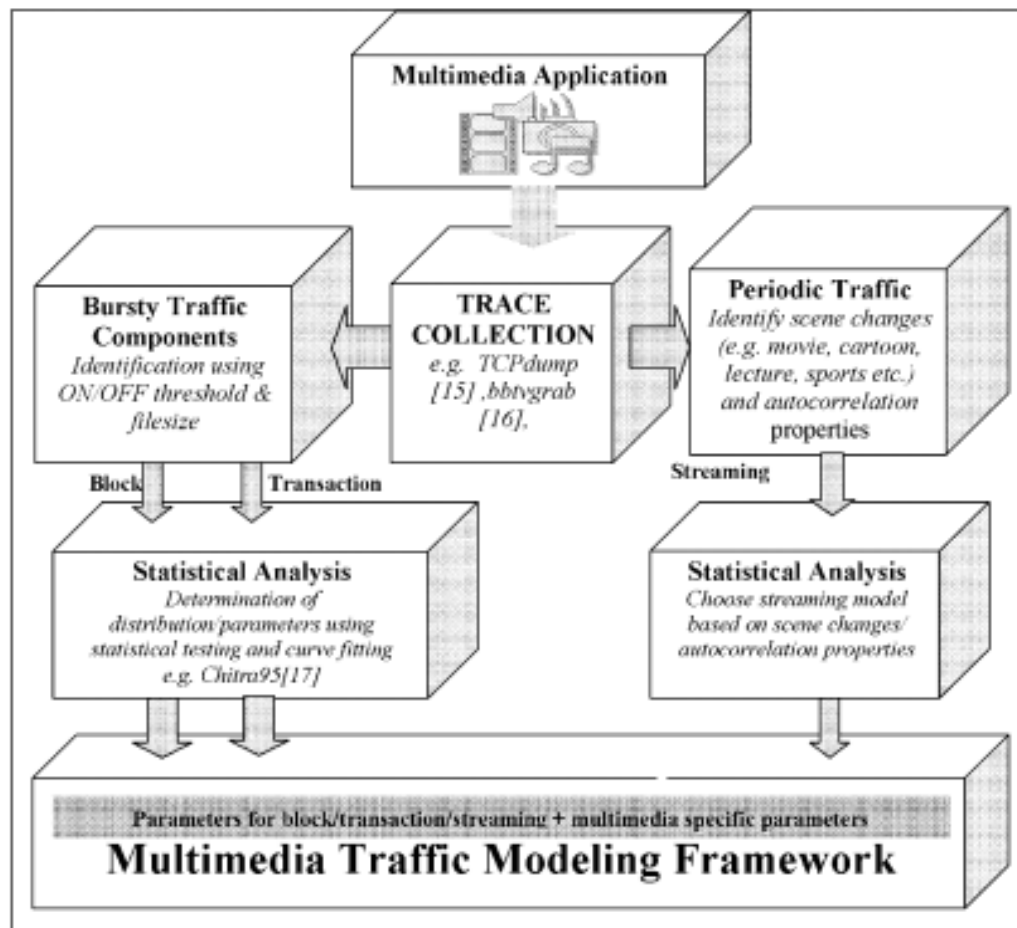 Multimedia Application
Bursty Traffic
Components
Identification using
ON/OFF threshold &
filesize
TRACE
COLLECTION
e.g. TCPdump
[15] ,bbtvgrab
[16],
Periodic Traffic
Identify scene changes
(e.g. movie, cartoon,
lecture, sports etc.)
and autocorrelation
properties
Block
Transaction
Streaming
Statistical Analysis
Determination of
distribution/parameters using
statistical testing and curve fitting
e.g. Chitra95[17]
Statistical Analysis
Choose streaming model
based on scene changes/
autocorrelation properties
Parameters for block/transaction/streaming + multimedia specific parameters
Multimedia Traffic Modeling Framework